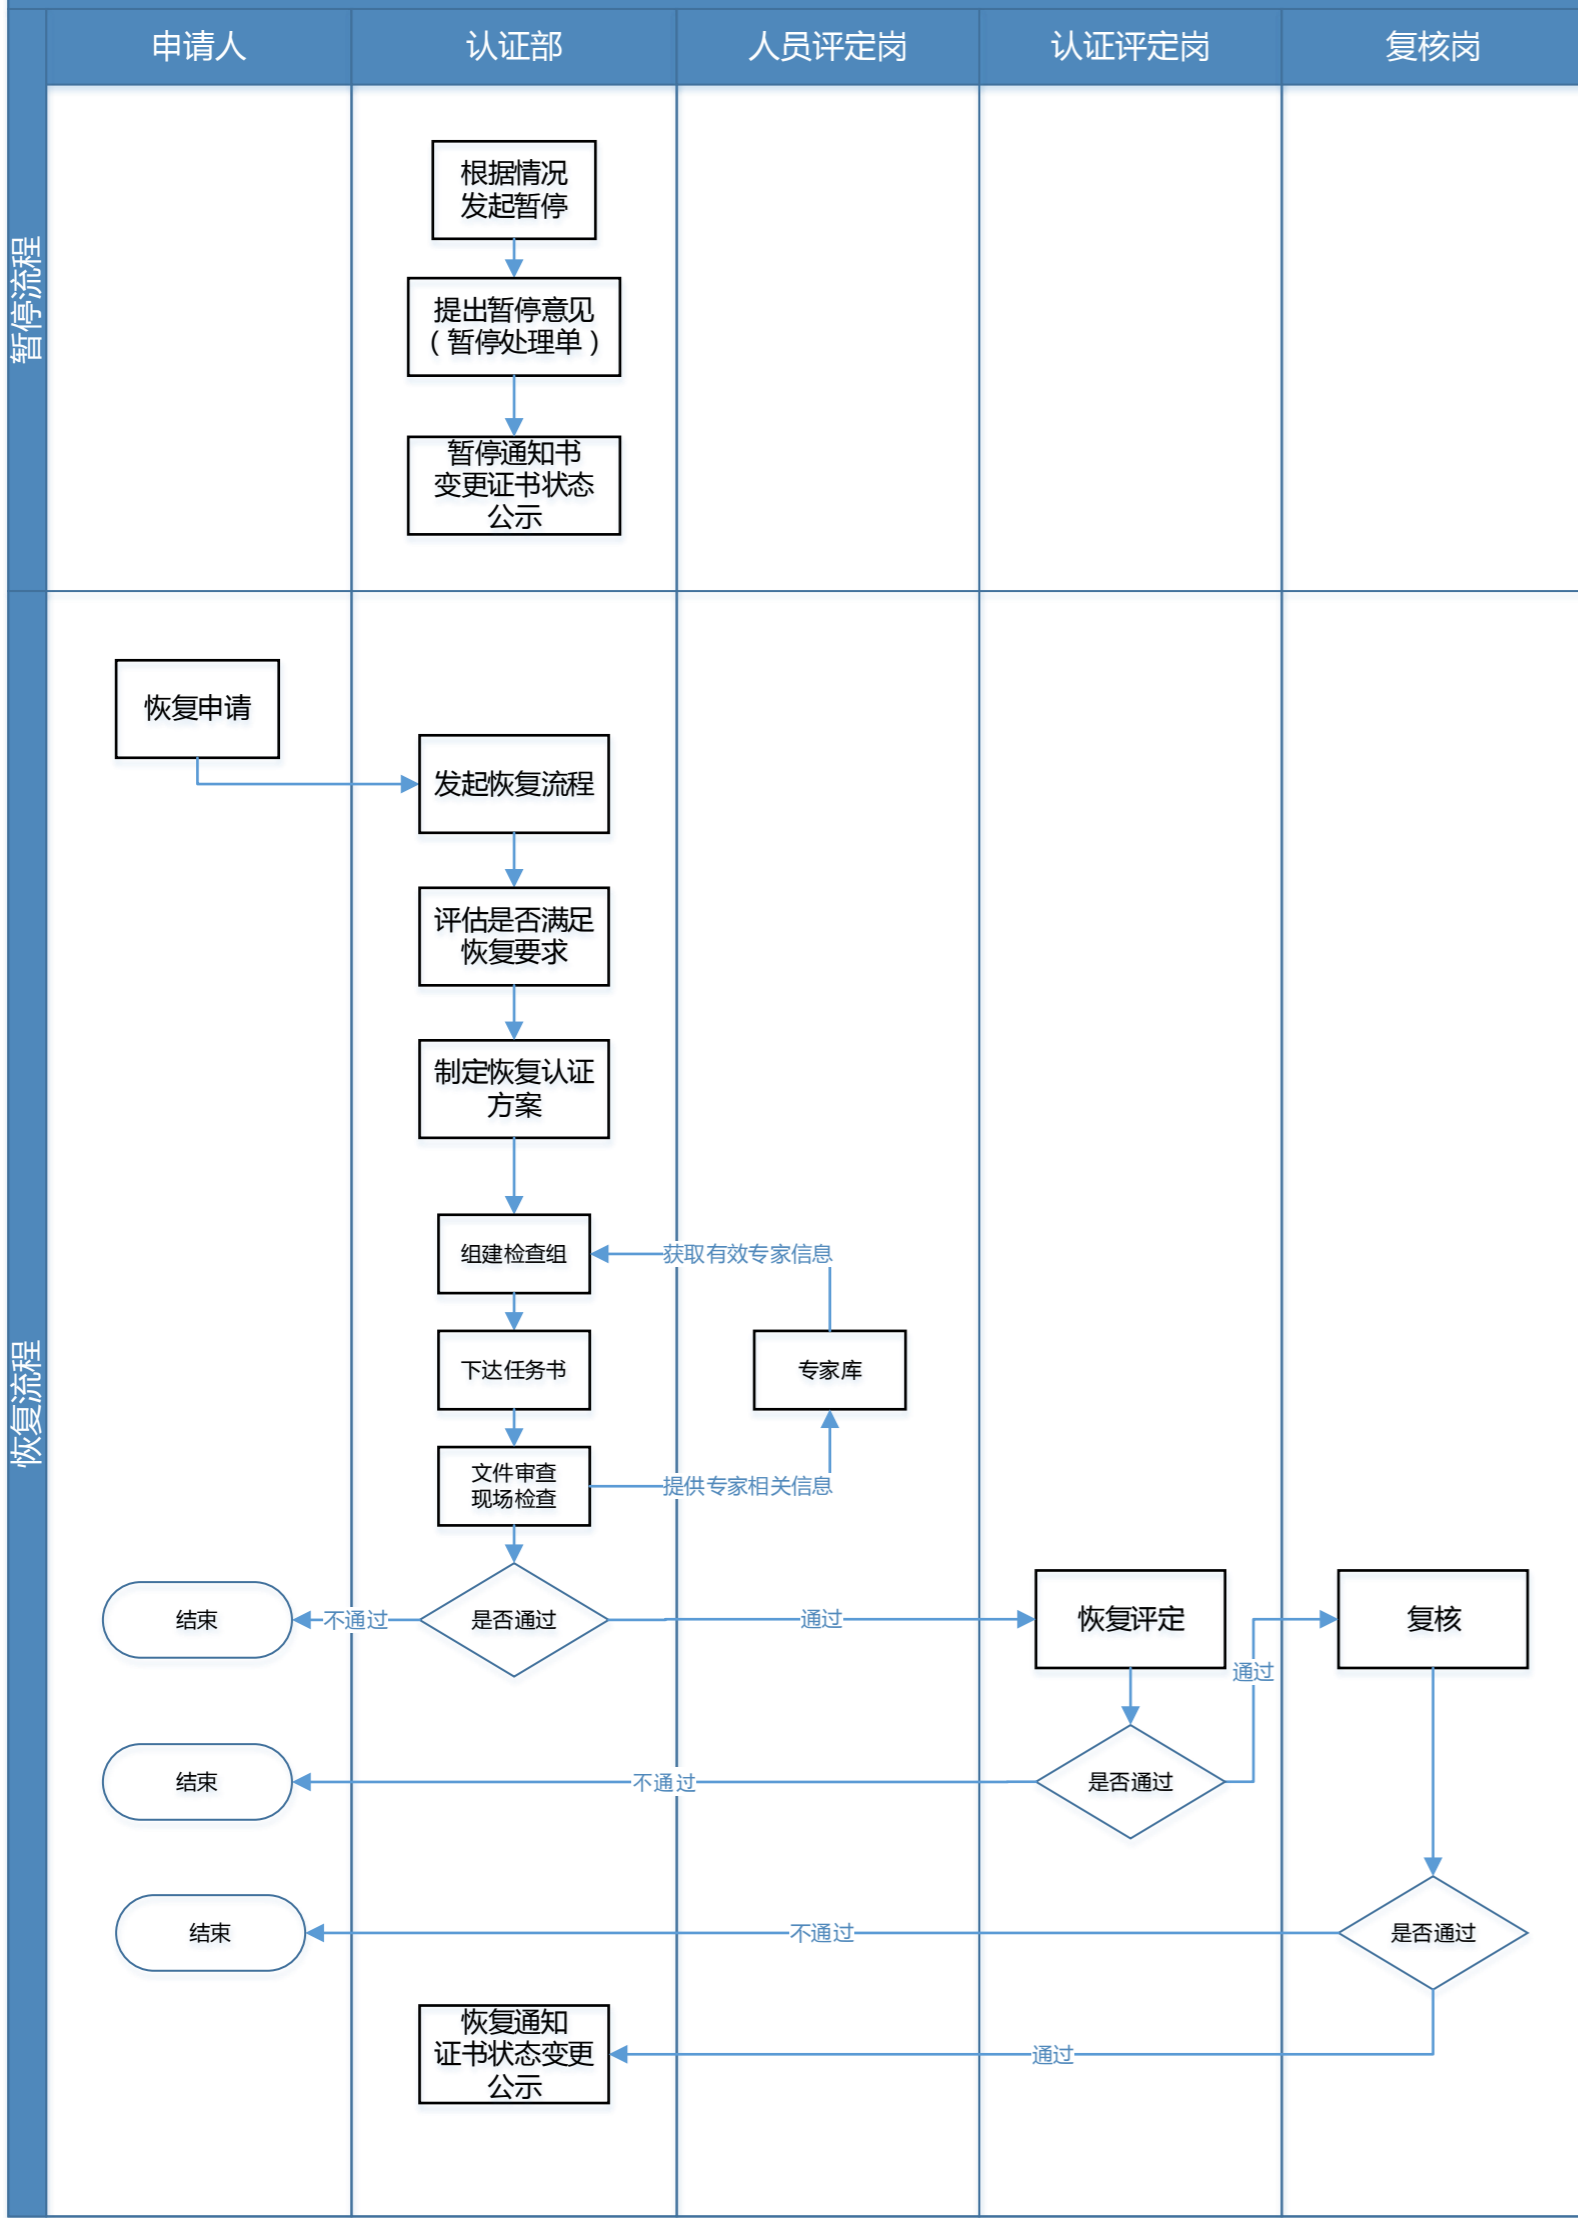 申请人
认证部
人员评定岗
认证评定岗
复核岗
暂停流程
根据情况
发起暂停
提出暂停意见
（暂停处理单）
暂停通知书
变更证书状态
公示
恢复流程
恢复申请
发起恢复流程
评估是否满足
恢复要求
制定恢复认证
方案
组建检查组
获取有效专家信息
下达任务书
专家库
文件审查
现场检查
提供专家相关信息
结束
不通过
是否通过
通过
恢复评定
通过
复核
结束
不通过
是否通过
结束
不通过
是否通过
恢复通知
证书状态变更
公示
通过